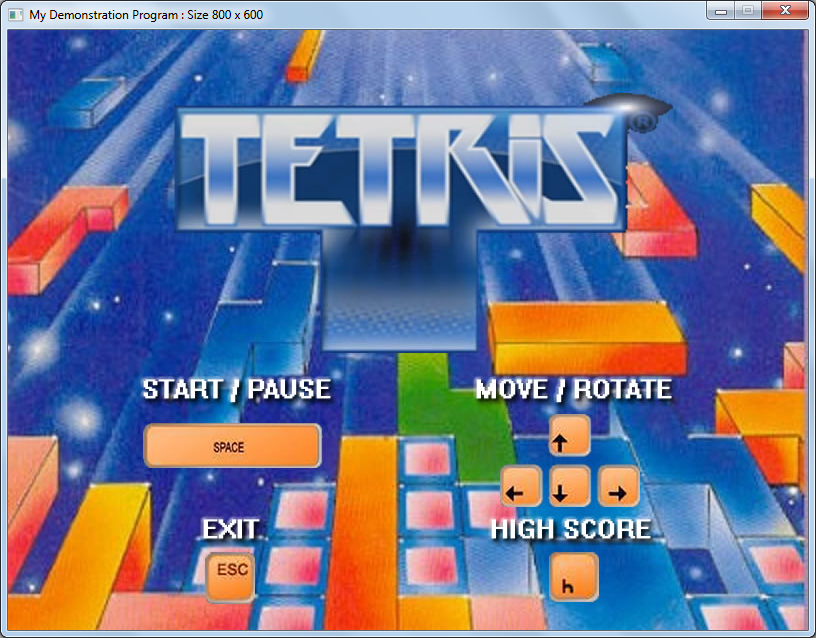 My Demonstration Program : Size 800 x 600
TETRIS
®
START / PAUSE
MOVE / ROTATE
SPACE
EXIT
HIGH SCORE
ESC
h